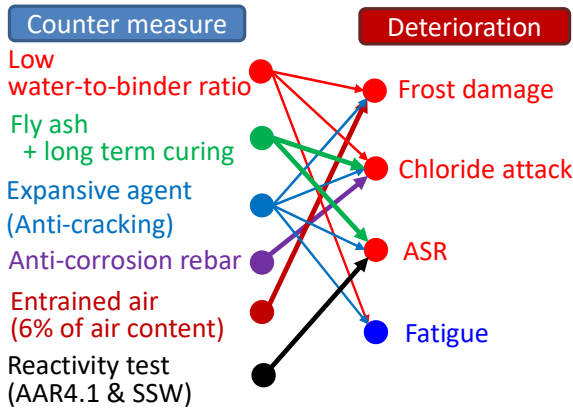 Counter measure
Deterioration
Low
water-to-binder ratio
Frost damage
Fly ash
+ long term curing
Chloride attack
Expansive agent
(Anti-cracking)
Anti-corrosion rebar
ASR
Entrained air
(6% of air content)
Fatigue
Reactivity test
(AAR4.1 & SSW)